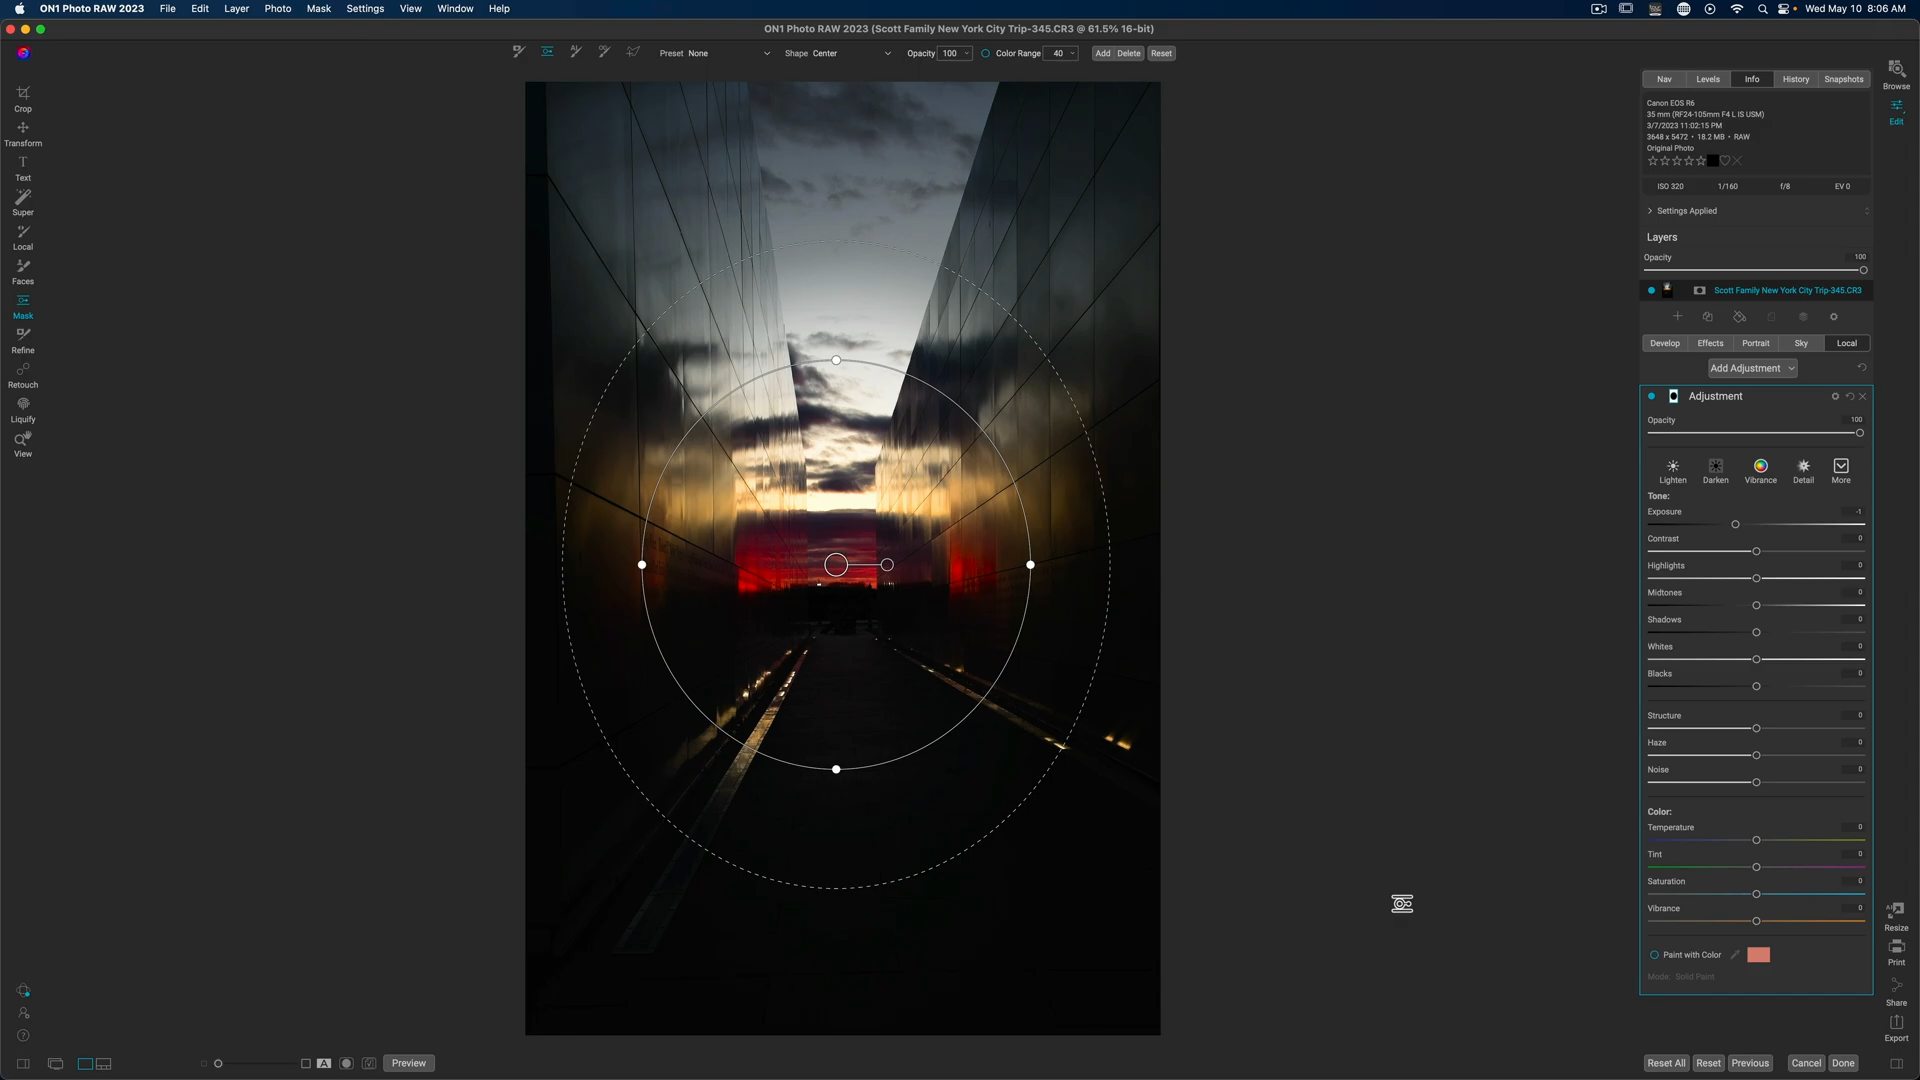 ON1 Photo RAW 2023 File Edit Layer Photo Mask Settings View Window Help Wed May 10 8:06 AM
ON1 Photo RAW 2023 (Scott Family New York City Trip-345.CR3 @ 61.5% 16-bit)
Preset None Shape Center Opacity 100 Color Range 40 Add Delete Reset
Crop
Transform
Text
Super
Local
Faces
Mask
Refine
Retouch
Liquify
View
Nav Levels Info History Snapshots
Browse
Edit
Canon EOS R6
35 mm (RF24-105mm F4 L IS USM)
3/7/2023 11:02:15 PM
3648 x 5472 • 18.2 MB • RAW
Original Photo
ISO 320 1/160 f/8 EV 0
Settings Applied
Layers
Opacity 100
Scott Family New York City Trip-345.CR3
Develop Effects Portrait Sky Local
Add Adjustment
Adjustment
Opacity 100
Lighten Darken Vibrance Detail More
Tone:
Exposure -1
Contrast 0
Highlights 0
Midtones 0
Shadows 0
Whites 0
Blacks 0
Structure 0
Haze 0
Noise 0
Color:
Temperature 0
Tint 0
Saturation 0
Vibrance 0
Paint with Color
Mode: Solid Paint
AI
Resize
Print
Share
Export
A Preview
Reset All Reset Previous Cancel Done